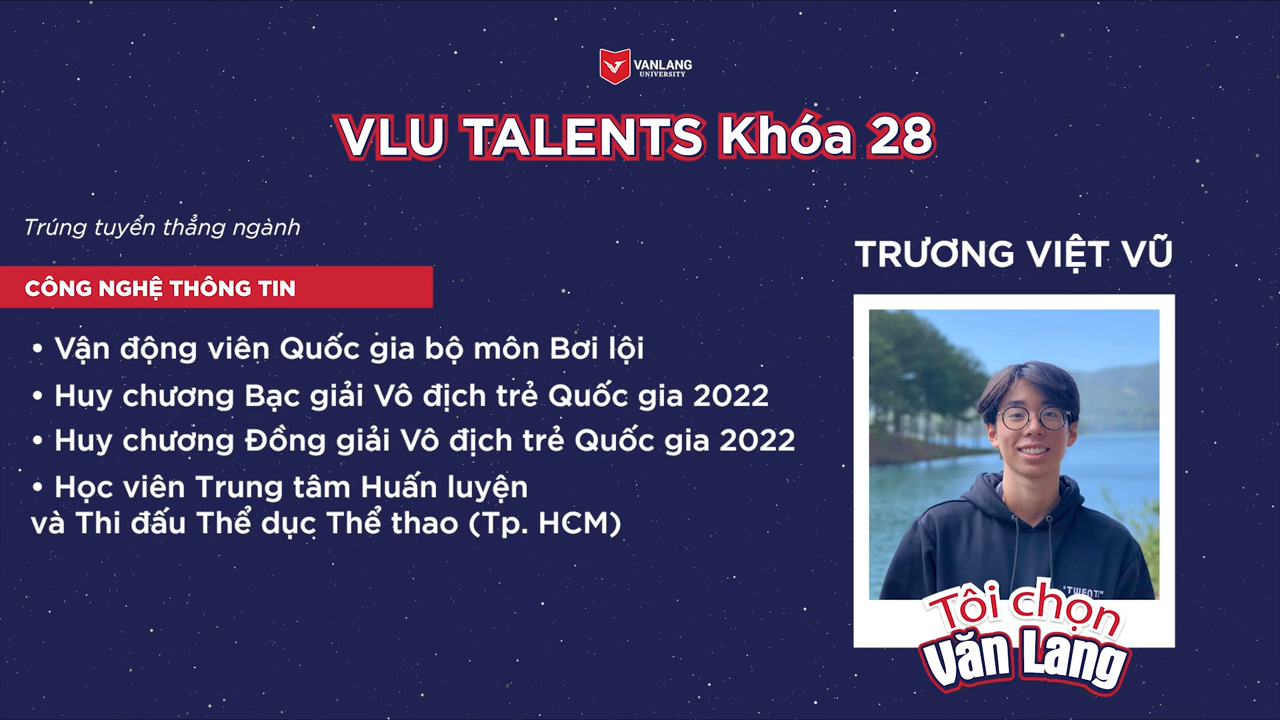 VANLANG
UNIVERSITY
VLU TALENTS Khóa 28
Trúng tuyển thẳng ngành
CÔNG NGHỆ THÔNG TIN
• Vận động viên Quốc gia bộ môn Bơi lội
• Huy chương Bạc giải Vô địch trẻ Quốc gia 2022
• Huy chương Đồng giải Vô địch trẻ Quốc gia 2022
• Học viên Trung tâm Huấn luyện
và Thi đấu Thể dục Thể thao (Tp. HCM)
TRƯƠNG VIỆT VŨ
Tôi chọn
Văn Lang